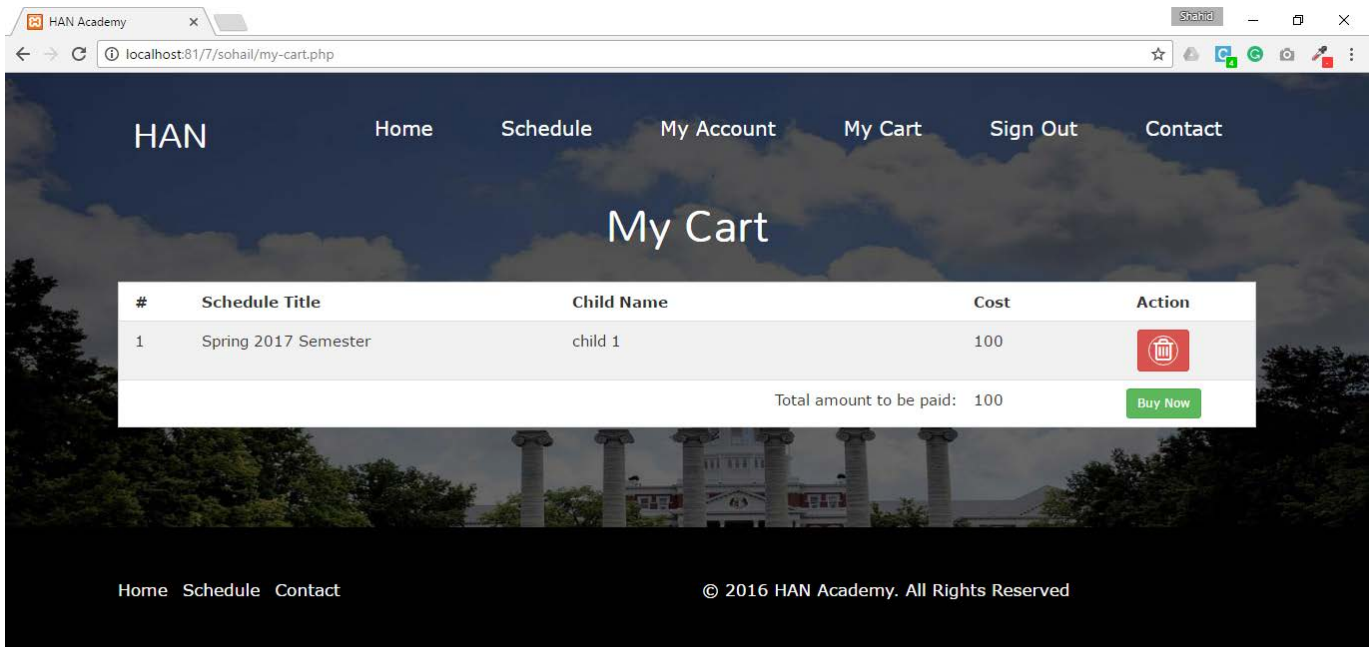 HAN Academy
Shahid
localhost:81/7/sohail/my-cart.php
4
HAN Home Schedule My Account My Cart Sign Out Contact
My Cart
# Schedule Title Child Name Cost Action
1 Spring 2017 Semester child 1 100
Total amount to be paid: 100 Buy Now
Home Schedule Contact © 2016 HAN Academy. All Rights Reserved